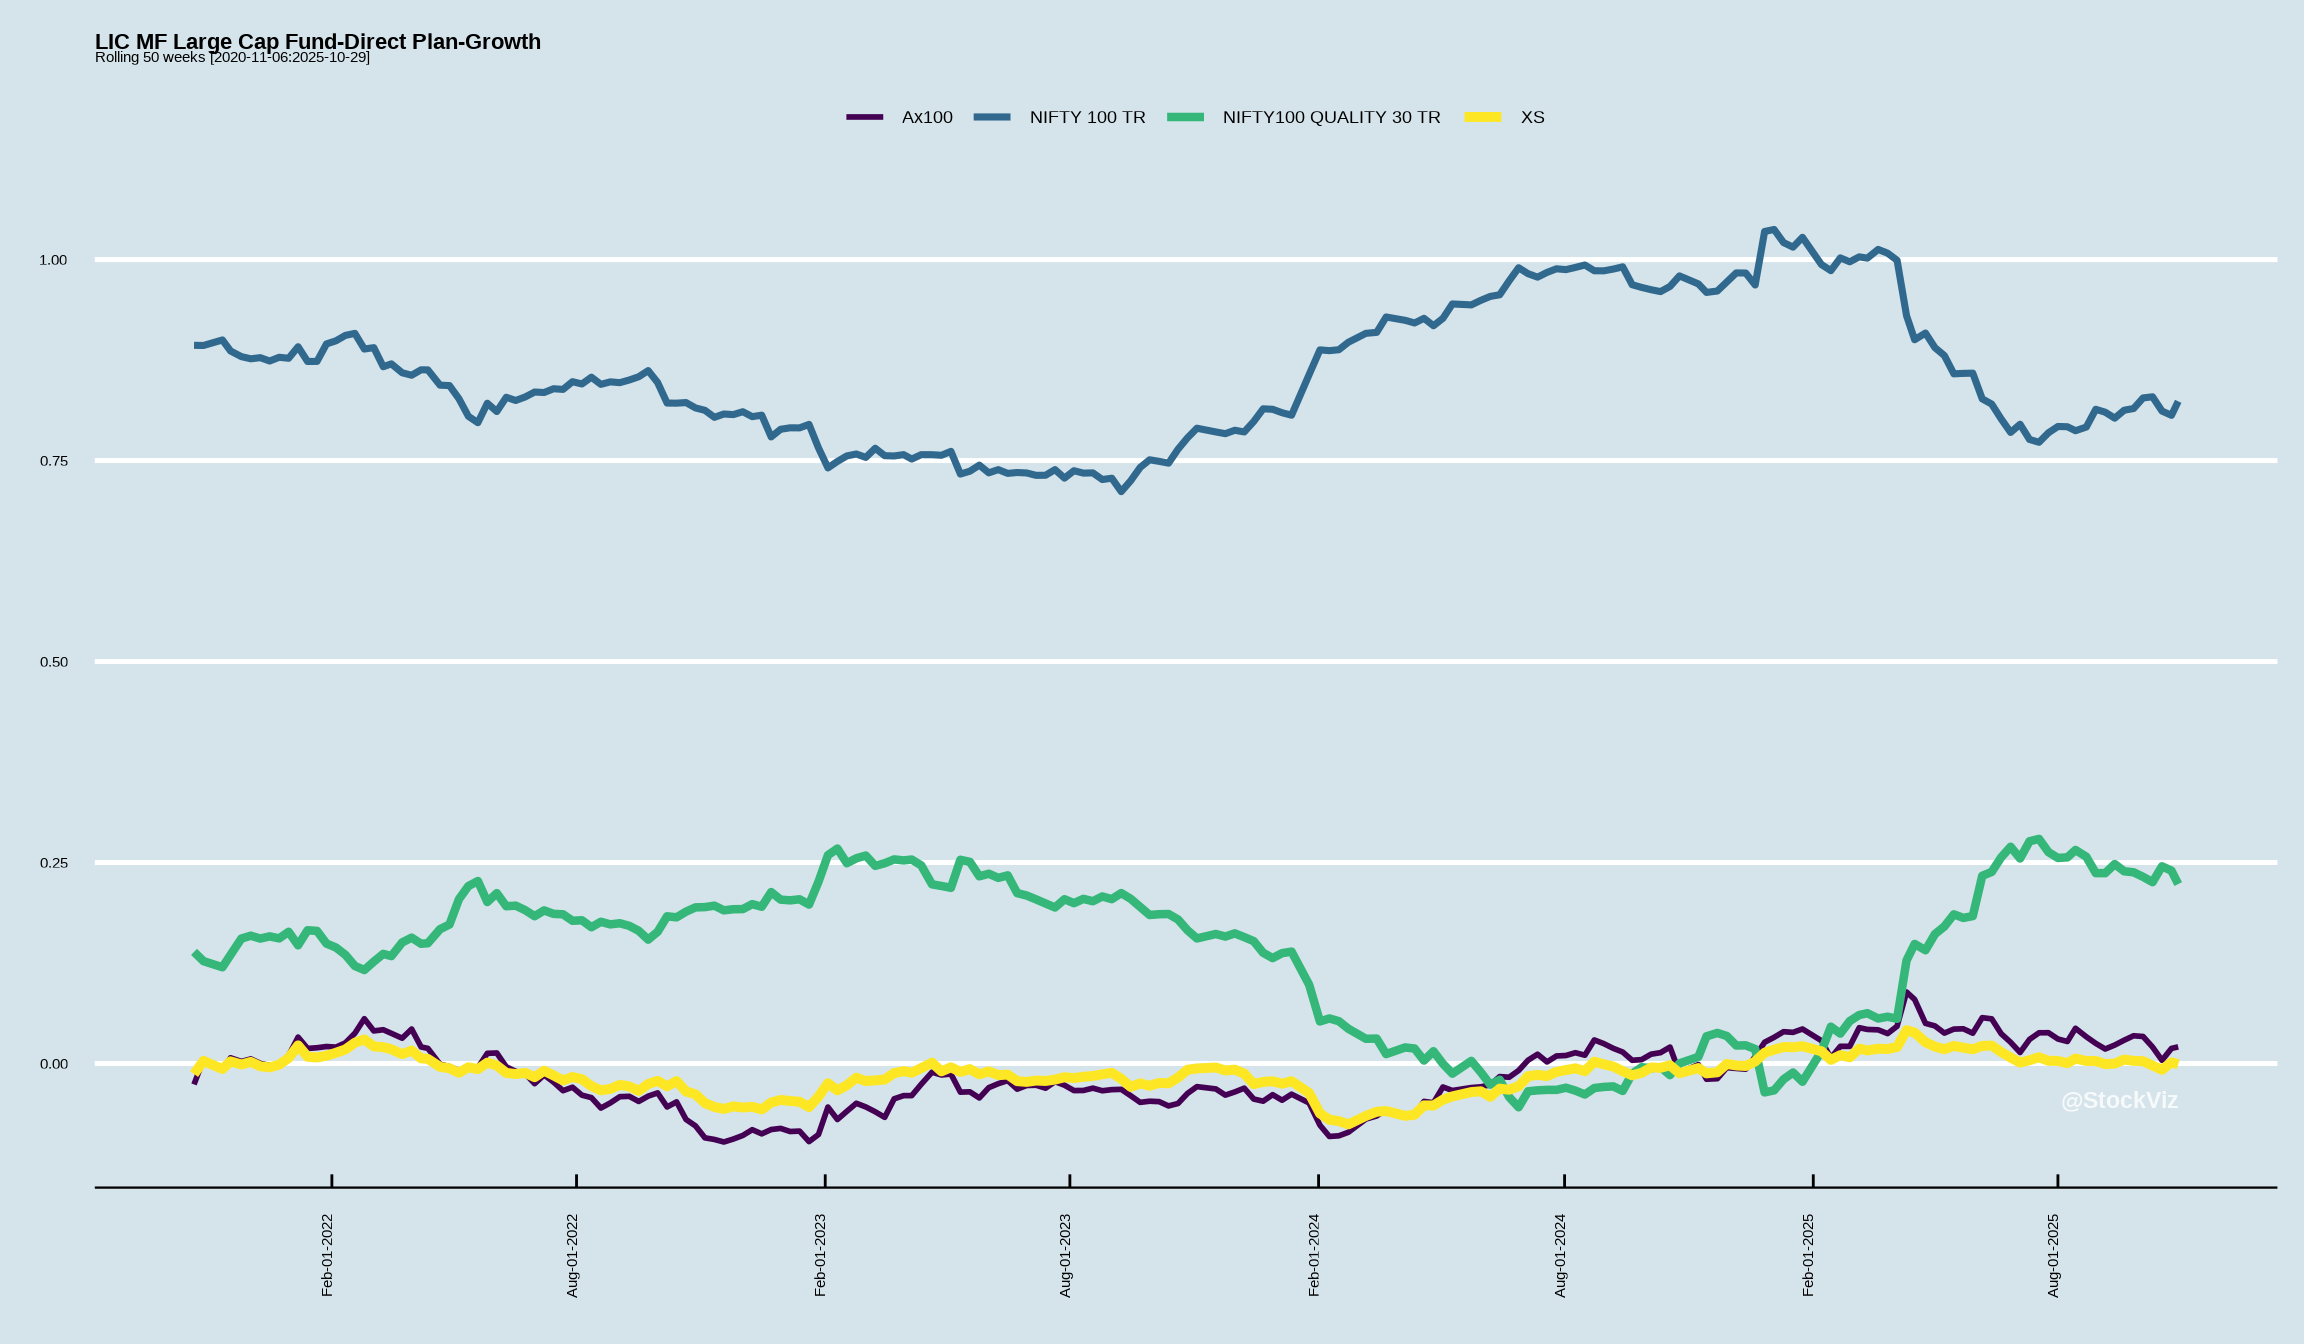 LIC MF Large Cap Fund-Direct Plan-Growth
Rolling 50 weeks [2020-11-06:2025-10-29]
Ax100 NIFTY 100 TR NIFTY100 QUALITY 30 TR XS
1.00
0.75
0.50
0.25
0.00
@StockViz
Feb-01-2022 Aug-01-2022 Feb-01-2023 Aug-01-2023 Feb-01-2024 Aug-01-2024 Feb-01-2025 Aug-01-2025